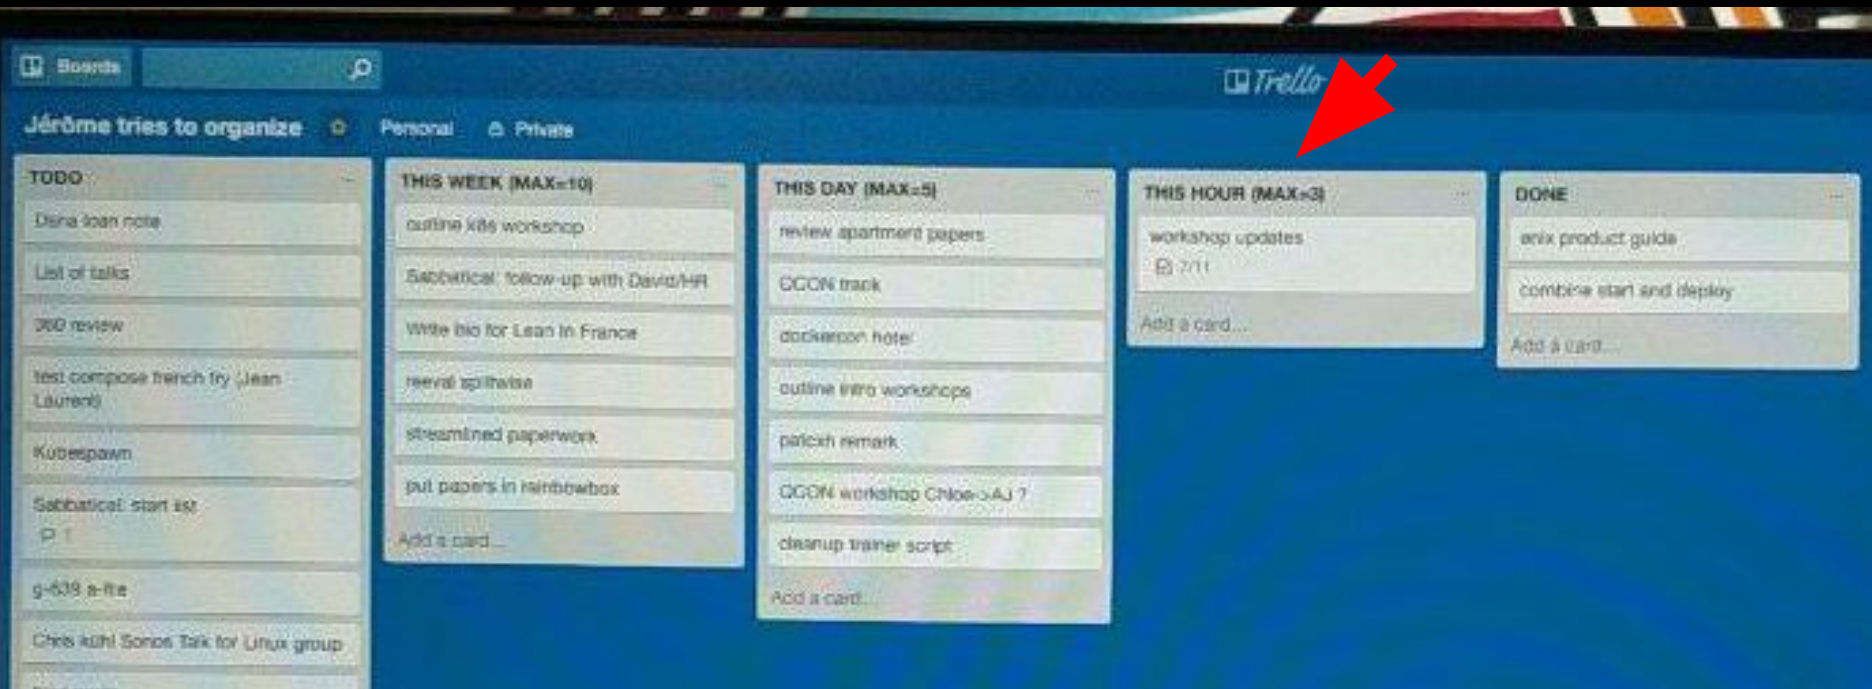 Boards
Trello
Jérôme tries to organize
Personal
Private
TODO
Dana loan note
List of talks
360 review
test compose french fry (Jean
Laurent)
Kubespawn
Sabbatical: start list
1
Chris kühl Sonos Talk for Linux group
THIS WEEK (MAX=10)
outline k8s workshop
Sabbatical: follow-up with David/HR
Write bio for Lean In France
reeval splitwise
streamlined paperwork
put papers in rainbowbox
Add a card...
THIS DAY (MAX=5)
review apartment papers
QCON track
dockercon hotel
outline intro workshops
remark
QCON workshop Chloe->AJ ?
cleanup trainer script
Add a card...
THIS HOUR (MAX=3)
workshop updates
7/11
Add a card...
DONE
enix product guide
combine start and deploy
Add a card...